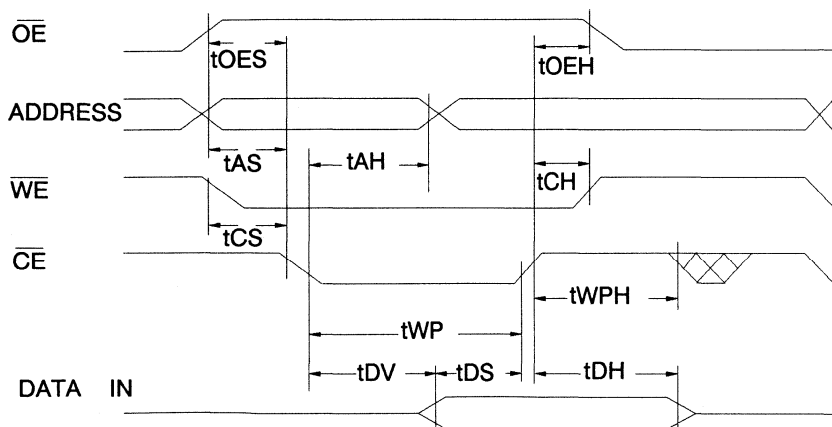 OE
tOES
tOEH
ADDRESS
tAS
tAH
tCH
WE
tCS
CE
tWPH
tWP
tDV
tDS
tDH
DATA IN